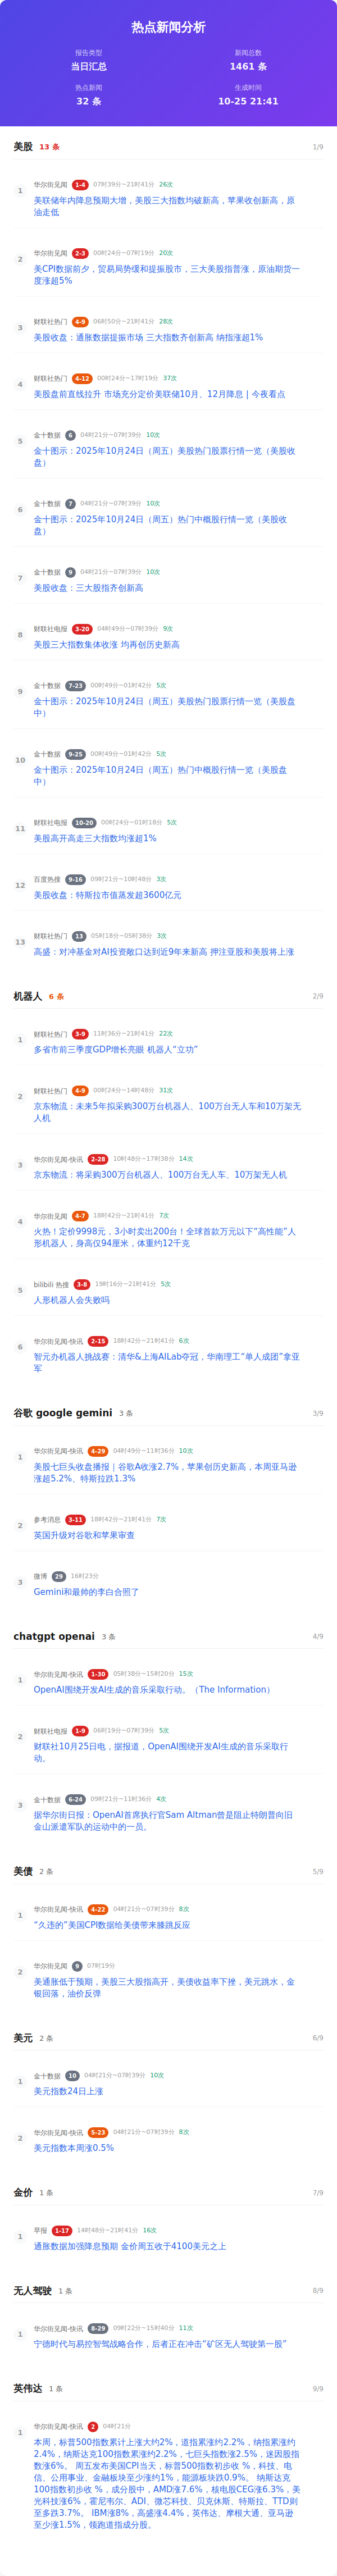 热点新闻分析
报告类型
当日汇总
新闻总数
1461 条
热点新闻
32 条
生成时间
10-25 21:41
美股 13 条 1/9
1
华尔街见闻 1-4 07时39分~21时41分 26次
美联储年内降息预期大增，美股三大指数均破新高，苹果收创新高，原
油走低
2
华尔街见闻 2-3 00时24分~07时19分 20次
美CPI数据前夕，贸易局势缓和提振股市，三大美股指普涨，原油期货一
度涨超5%
3
财联社热门 4-9 06时50分~21时41分 28次
美股收盘：通胀数据提振市场 三大指数齐创新高 纳指涨超1%
4
财联社热门 4-12 00时24分~17时19分 37次
美股盘前直线拉升 市场充分定价美联储10月、12月降息 | 今夜看点
5
金十数据 6 04时21分~07时39分 10次
金十图示：2025年10月24日（周五）美股热门股票行情一览（美股收
盘）
6
金十数据 7 04时21分~07时39分 10次
金十图示：2025年10月24日（周五）热门中概股行情一览（美股收
盘）
7
金十数据 9 04时21分~07时39分 10次
美股收盘：三大股指齐创新高
8
财联社电报 3-20 04时49分~07时39分 9次
美股三大指数集体收涨 均再创历史新高
9
金十数据 7-23 00时49分~01时42分 5次
金十图示：2025年10月24日（周五）美股热门股票行情一览（美股盘
中）
10
金十数据 9-25 00时49分~01时42分 5次
金十图示：2025年10月24日（周五）热门中概股行情一览（美股盘
中）
11
财联社电报 10-20 00时24分~01时18分 5次
美股高开高走三大指数均涨超1%
12
百度热搜 9-16 09时21分~10时48分 3次
美股收盘：特斯拉市值蒸发超3600亿元
13
财联社热门 13 05时18分~05时38分 3次
高盛：对冲基金对AI投资敞口达到近9年来新高 押注亚股和美股将上涨
机器人 6 条 2/9
1
财联社热门 3-9 11时36分~21时41分 22次
多省市前三季度GDP增长亮眼 机器人“立功”
2
财联社热门 4-9 00时24分~14时48分 31次
京东物流：未来5年拟采购300万台机器人、100万台无人车和10万架无
人机
3
华尔街见闻-快讯 2-28 10时48分~17时38分 14次
京东物流：将采购300万台机器人、100万台无人车、10万架无人机
4
华尔街见闻 4-7 18时42分~21时41分 7次
火热！定价9998元，3小时卖出200台！全球首款万元以下“高性能”人
形机器人，身高仅94厘米，体重约12千克
5
bilibili 热搜 3-8 19时16分~21时41分 5次
人形机器人会失败吗
6
华尔街见闻-快讯 2-15 18时42分~21时41分 6次
智元办机器人挑战赛：清华&上海AILab夺冠，华南理工“单人成团”拿亚
军
谷歌 google gemini 3 条 3/9
1
华尔街见闻-快讯 4-29 04时49分~11时36分 10次
美股七巨头收盘播报｜谷歌A收涨2.7%，苹果创历史新高，本周亚马逊
涨超5.2%、特斯拉跌1.3%
2
参考消息 3-11 18时42分~21时41分 7次
英国升级对谷歌和苹果审查
3
微博 29 16时23分
Gemini和最帅的李白合照了
chatgpt openai 3 条 4/9
1
华尔街见闻-快讯 1-30 05时38分~15时20分 15次
OpenAI围绕开发AI生成的音乐采取行动。（The Information）
2
财联社电报 1-9 06时19分~07时39分 5次
财联社10月25日电，据报道，OpenAI围绕开发AI生成的音乐采取行
动。
3
金十数据 6-24 09时21分~11时36分 4次
据华尔街日报：OpenAI首席执行官Sam Altman曾是阻止特朗普向旧
金山派遣军队的运动中的一员。
美债 2 条 5/9
1
华尔街见闻-快讯 4-22 04时21分~07时39分 8次
“久违的”美国CPI数据给美债带来膝跳反应
2
华尔街见闻 9 07时19分
美通胀低于预期，美股三大股指高开，美债收益率下挫，美元跳水，金
银回落，油价反弹
美元 2 条 6/9
1
金十数据 10 04时21分~07时39分 10次
美元指数24日上涨
2
华尔街见闻-快讯 5-23 04时21分~07时39分 8次
美元指数本周涨0.5%
金价 1 条 7/9
1
早报 1-17 14时48分~21时41分 16次
通胀数据加强降息预期 金价周五收于4100美元之上
无人驾驶 1 条 8/9
1
华尔街见闻-快讯 8-29 09时22分~15时40分 11次
宁德时代与易控智驾战略合作，后者正在冲击“矿区无人驾驶第一股”
英伟达 1 条 9/9
1
华尔街见闻-快讯 2 04时21分
本周，标普500指数累计上涨大约2%，道指累涨约2.2%，纳指累涨约
2.4%，纳斯达克100指数累涨约2.2%，七巨头指数涨2.5%，迷因股指
数涨6%。 周五发布美国CPI当天，标普500指数初步收 %，科技、电
信、公用事业、金融板块至少涨约1%，能源板块跌0.9%。 纳斯达克
100指数初步收 %，成分股中，AMD涨7.6%，核电股CEG涨6.3%，美
光科技涨6%，霍尼韦尔、ADI、微芯科技、贝克休斯、特斯拉、TTD则
至多跌3.7%。 IBM涨8%，高盛涨4.4%，英伟达、摩根大通、亚马逊
至少涨1.5%，领跑道指成分股。